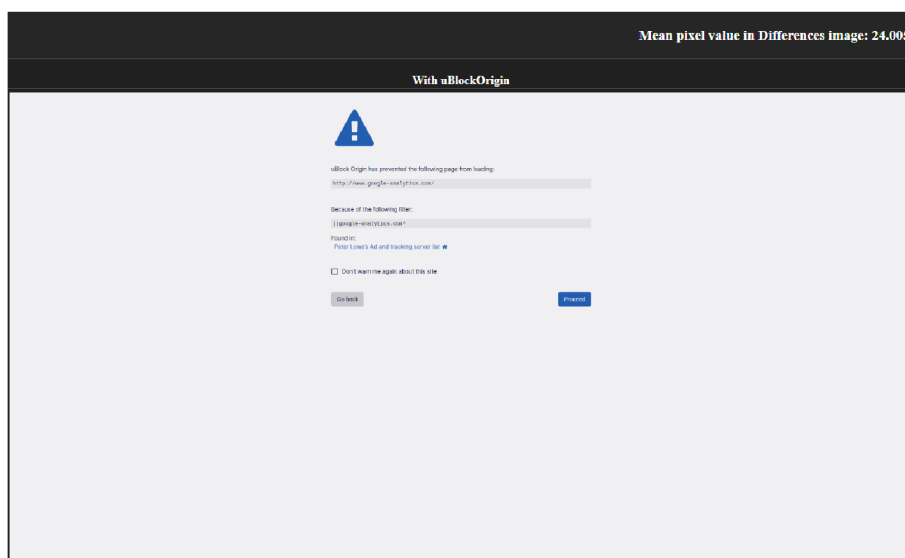 Mean pixel value in Differences image: 24.005
With uBlockOrigin
uBlock Origin has prevented the following page from loading:
http://www.google-analytics.com/
Because of the following filter:
||google-analytics.com^
Found in:
Peter Lowe's Ad and tracking server list
Don't warn me again about this site
Go back
Proceed